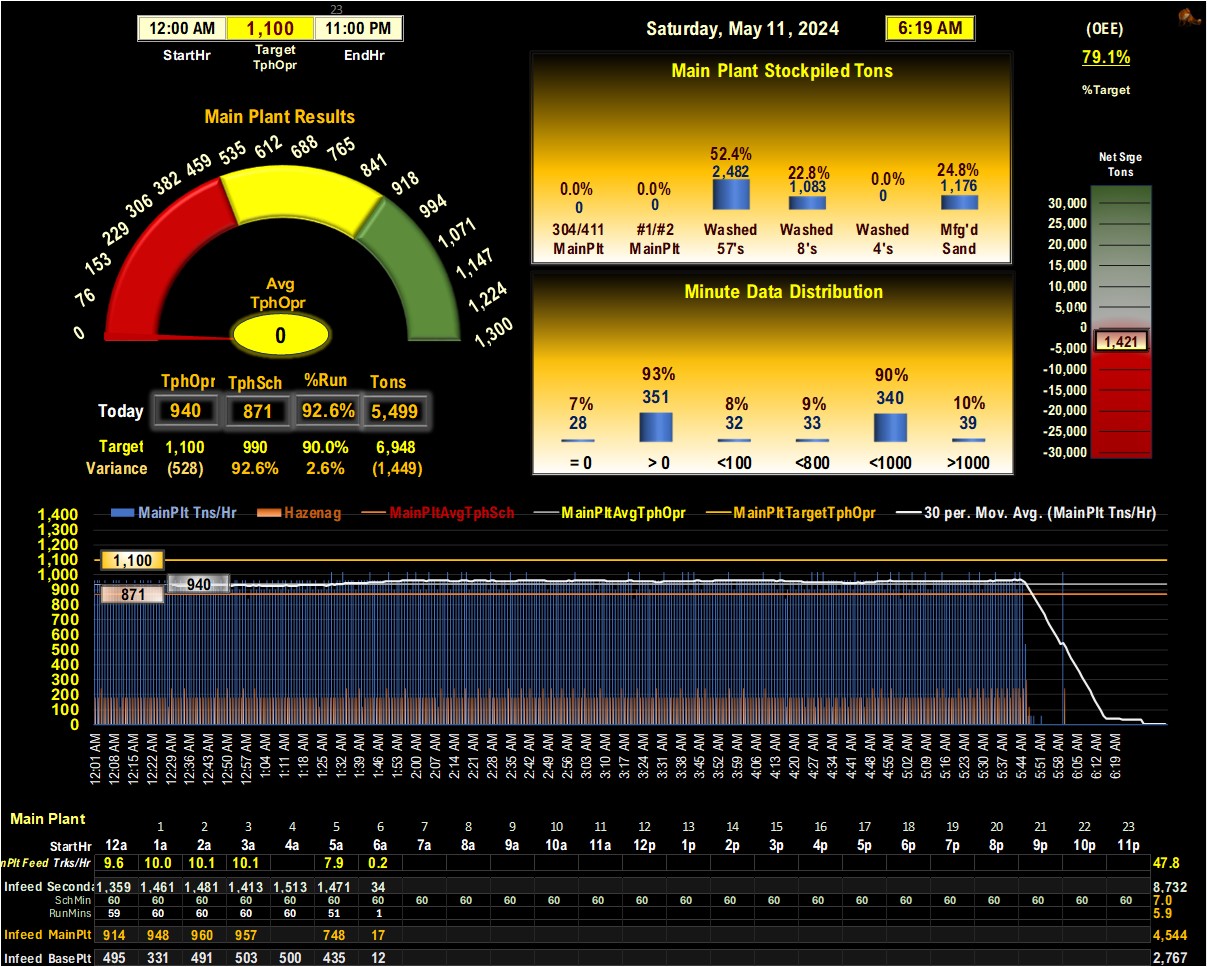 23
12:00 AM 1,100 11:00 PM
StartHr Target TphOpr EndHr
Saturday, May 11, 2024 6:19 AM
(OEE)
79.1%
%Target
Main Plant Results
0 76 153 229 306 382 459 535 612 688 765 841 918 994 1,071 1,147 1,224 1,300
Avg
TphOpr
0
TphOpr TphSch %Run Tons
Today 940 871 92.6% 5,499
Target 1,100 990 90.0% 6,948
Variance (528) 92.6% 2.6% (1,449)
Main Plant Stockpiled Tons
0.0% 0.0% 52.4% 22.8% 0.0% 24.8%
0 0 2,482 1,083 0 1,176
304/411 #1/#2 Washed Washed Washed Mfg'd
MainPlt MainPlt 57's 8's 4's Sand
Minute Data Distribution
7% 93% 8% 9% 90% 10%
28 351 32 33 340 39
= 0 > 0 <100 <800 <1000 >1000
Net Srge
Tons
30,000
25,000
20,000
15,000
10,000
5,000
0
1,421
-5,000
-10,000
-15,000
-20,000
-25,000
-30,000
MainPlt Tns/Hr Hazenag MainPltAvgTphSch MainPltAvgTphOpr MainPltTargetTphOpr 30 per. Mov. Avg. (MainPlt Tns/Hr)
1,400
1,300
1,200
1,100
1,000
900
800
700
600
500
400
300
200
100
0
1,100
940
871
12:01 AM 12:08 AM 12:15 AM 12:22 AM 12:29 AM 12:36 AM 12:43 AM 12:50 AM 12:57 AM 1:04 AM 1:11 AM 1:18 AM 1:25 AM 1:32 AM 1:39 AM 1:46 AM 1:53 AM 2:00 AM 2:07 AM 2:14 AM 2:21 AM 2:28 AM 2:35 AM 2:42 AM 2:49 AM 2:56 AM 3:03 AM 3:10 AM 3:17 AM 3:24 AM 3:31 AM 3:38 AM 3:45 AM 3:52 AM 3:59 AM 4:06 AM 4:13 AM 4:20 AM 4:27 AM 4:34 AM 4:41 AM 4:48 AM 4:55 AM 5:02 AM 5:09 AM 5:16 AM 5:23 AM 5:30 AM 5:37 AM 5:44 AM 5:51 AM 5:58 AM 6:05 AM 6:12 AM 6:19 AM
Main Plant
1 2 3 4 5 6 7 8 9 10 11 12 13 14 15 16 17 18 19 20 21 22 23
StartHr 12a 1a 2a 3a 4a 5a 6a 7a 8a 9a 10a 11a 12p 1p 2p 3p 4p 5p 6p 7p 8p 9p 10p 11p
nPlt Feed Trks/Hr 9.6 10.0 10.1 10.1 7.9 0.2 47.8
Infeed Seconda 1,359 1,461 1,481 1,413 1,513 1,471 34 8,732
SchMin 60 60 60 60 60 60 60 60 60 60 60 60 60 60 60 60 60 60 60 60 60 60 60 60 7.0
RunMins 59 60 60 60 60 51 1 5.9
Infeed MainPlt 914 948 960 957 748 17 4,544
Infeed BasePlt 495 331 491 503 500 435 12 2,767